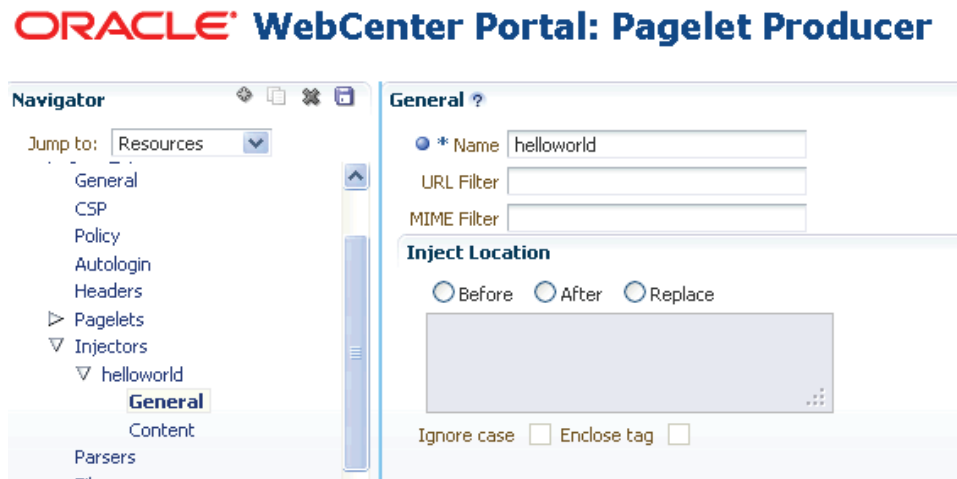 ORACLE WebCenter Portal: Pagelet Producer
Navigator
Jump to: Resources
General
CSP
Policy
Autologin
Headers
Pagelets
Injectors
helloworld
General
Content
Parsers
General ?
* Name helloworld
URL Filter
MIME Filter
Inject Location
Before After Replace
Ignore case Enclose tag